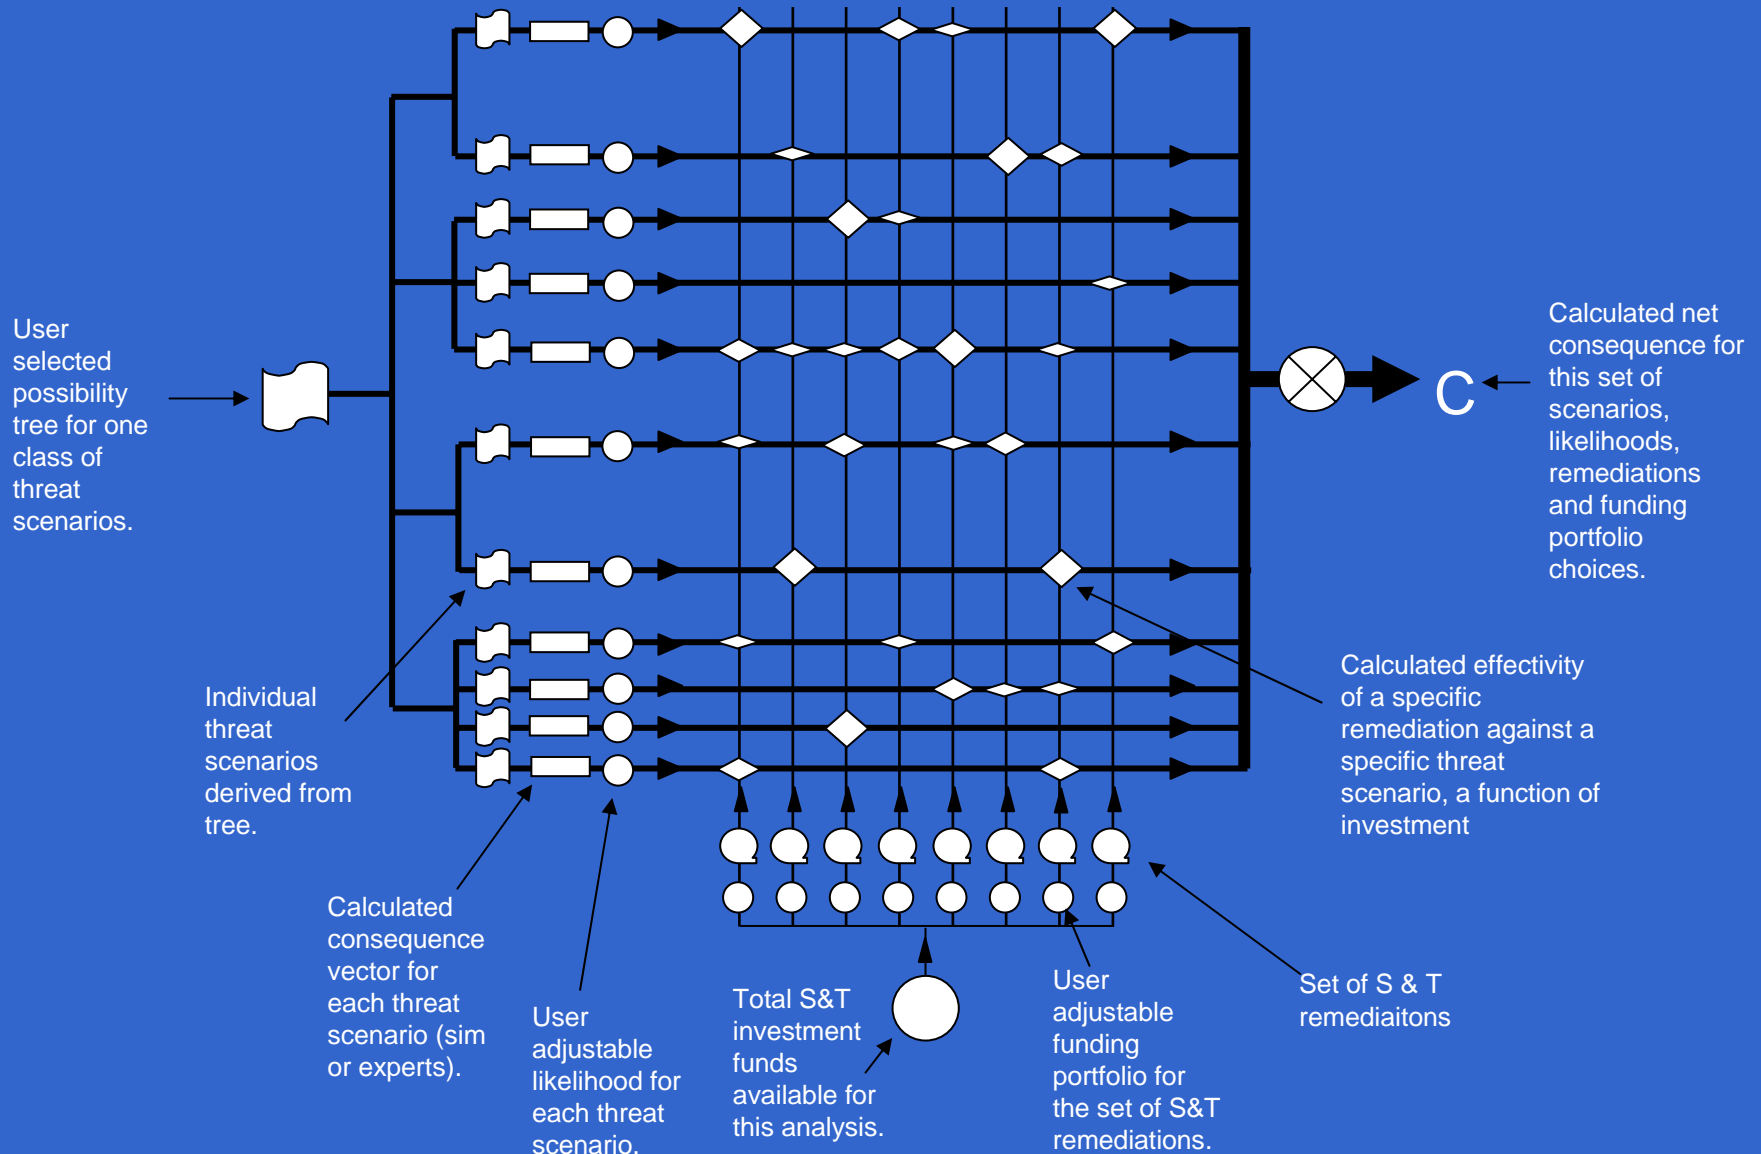 User
selected
possibility
tree for one
class of
threat
scenarios.
Individual
threat
scenarios
derived from
tree.
Calculated
consequence
vector for
each threat
scenario (sim
or experts).
User
adjustable
likelihood for
each threat
scenario.
Total S&T
investment
funds
available for
this analysis.
User
adjustable
funding
portfolio for
the set of S&T
remediations.
Set of S & T
remediaitons
Calculated effectivity
of a specific
remediation against a
specific threat
scenario, a function of
investment
C
Calculated net
consequence for
this set of
scenarios,
likelihoods,
remediations
and funding
portfolio
choices.